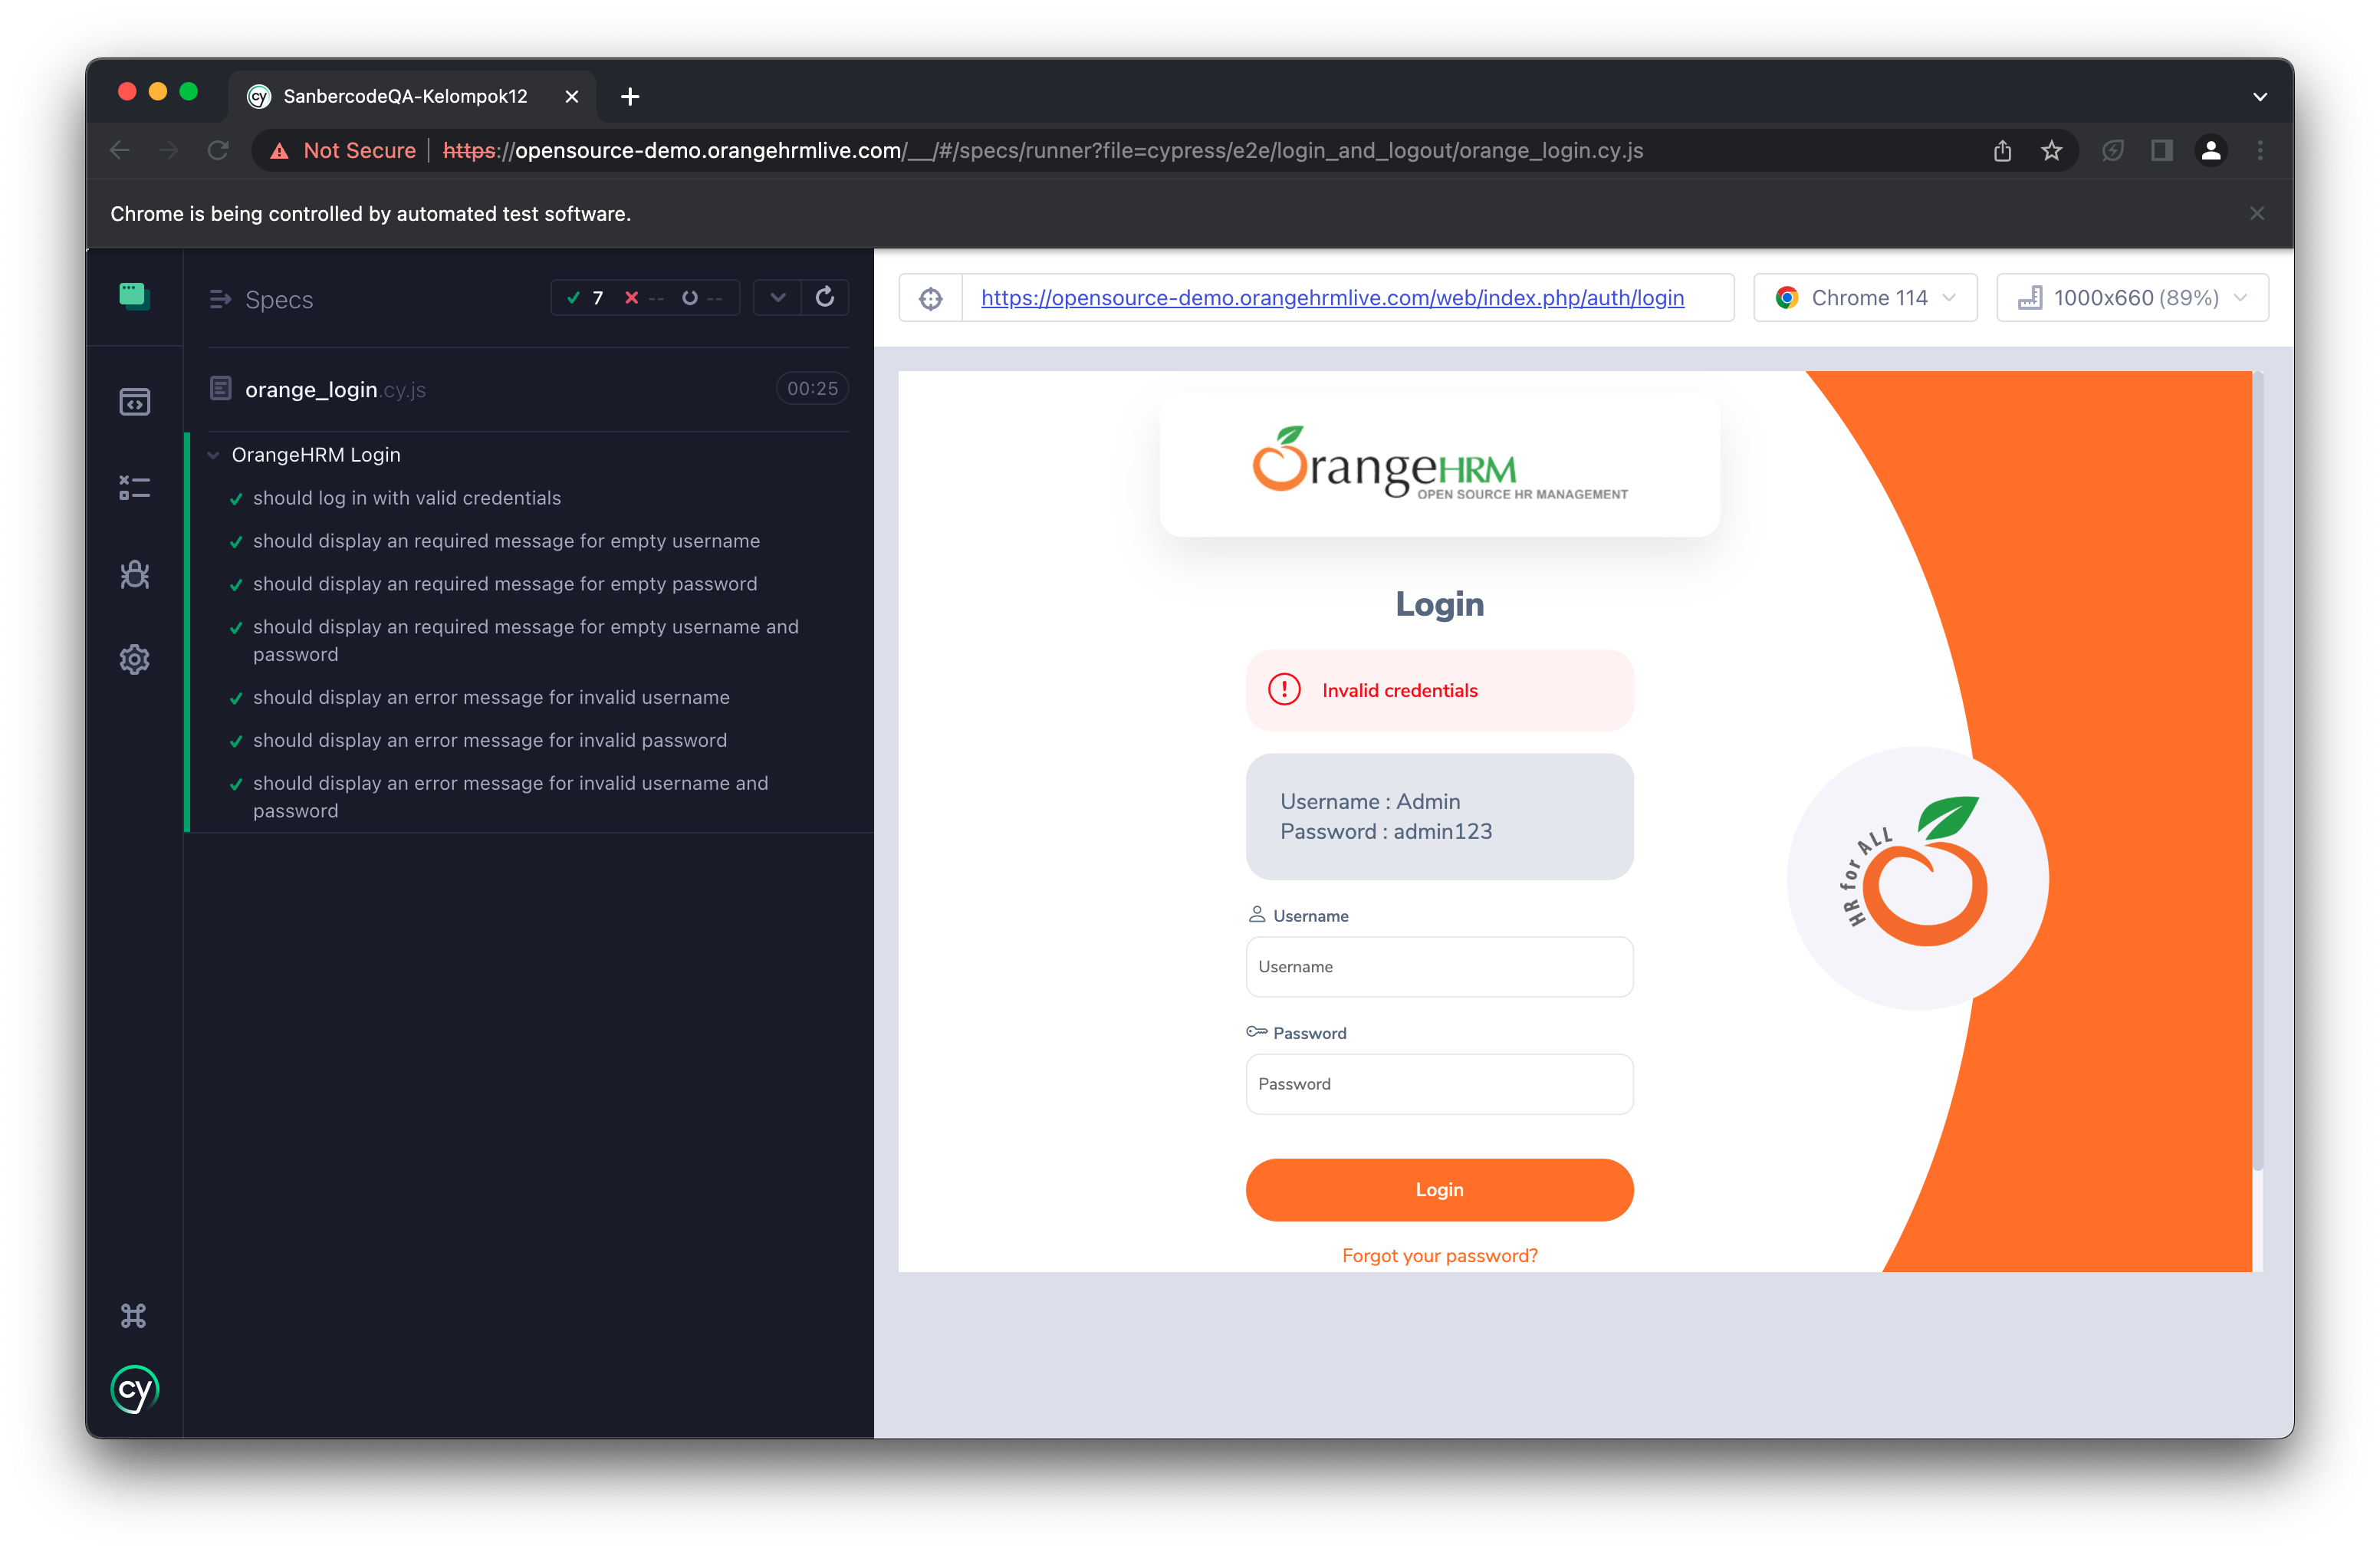 SanbercodeQA-Kelompok12
Not Secure https://opensource-demo.orangehrmlive.com/__/#/specs/runner?file=cypress/e2e/login_and_logout/orange_login.cy.js
Chrome is being controlled by automated test software.
Specs
7 -- --
orange_login.cy.js
00:25
OrangeHRM Login
should log in with valid credentials
should display an required message for empty username
should display an required message for empty password
should display an required message for empty username and
password
should display an error message for invalid username
should display an error message for invalid password
should display an error message for invalid username and
password
cy
https://opensource-demo.orangehrmlive.com/web/index.php/auth/login
Chrome 114
1000x660 (89%)
OrangeHRM
OPEN SOURCE HR MANAGEMENT
Login
Invalid credentials
Username : Admin
Password : admin123
Username
Username
Password
Password
Login
Forgot your password?
HR for ALL